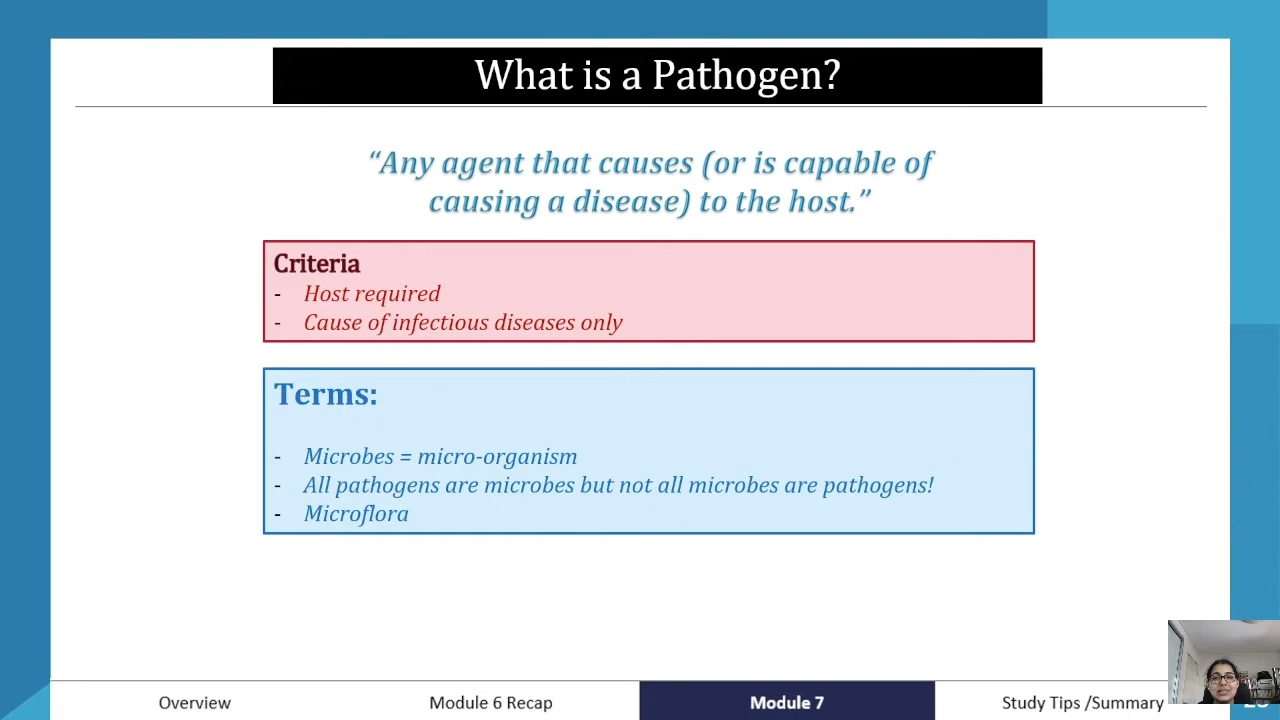 What is a Pathogen?
“Any agent that causes (or is capable of
causing a disease) to the host.”
Criteria
- Host required
- Cause of infectious diseases only
Terms:
- Microbes = micro-organism
- All pathogens are microbes but not all microbes are pathogens!
- Microflora
Overview
Module 6 Recap
Module 7
Study Tips /Summary